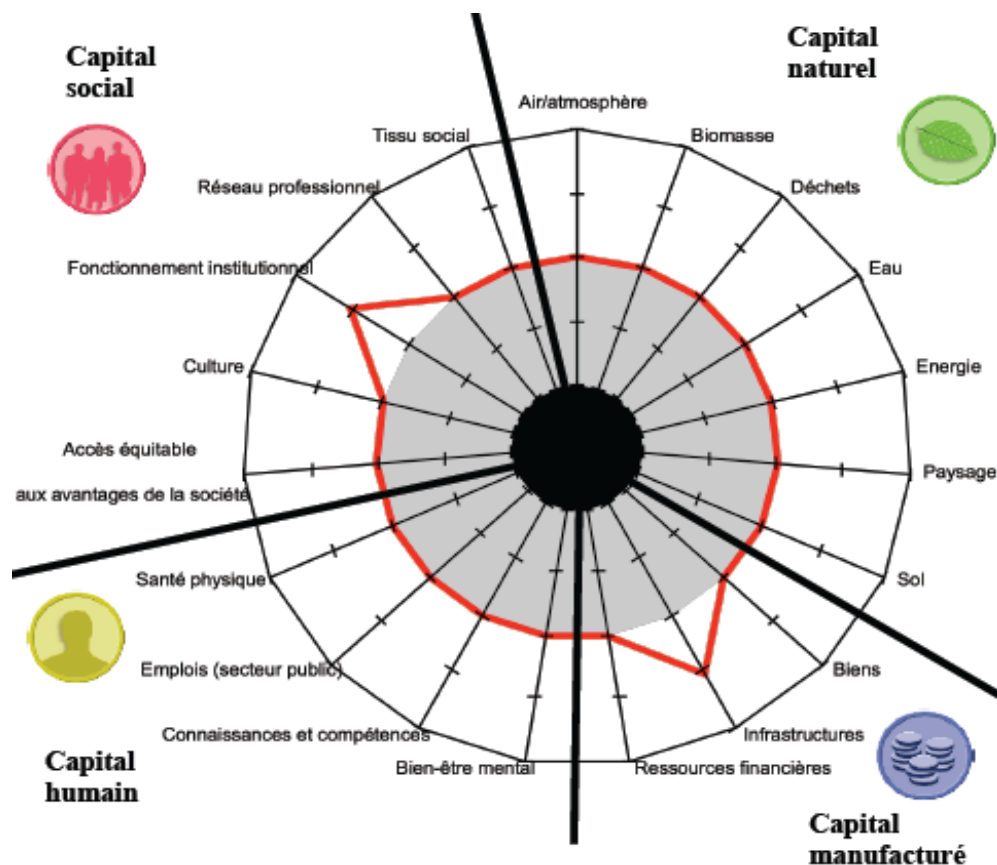 Capital
social
Capital
naturel
Air/atmosphère
Tissu social
Biomasse
Réseau professionnel
Déchets
Fonctionnement institutionnel
Eau
Culture
Energie
Accès équitable
aux avantages de la société
Paysage
Santé physique
Sol
Emplois (secteur public)
Biens
Connaissances et compétences
Infrastructures
Bien-être mental
Ressources financières
Capital
humain
Capital
manufacturé